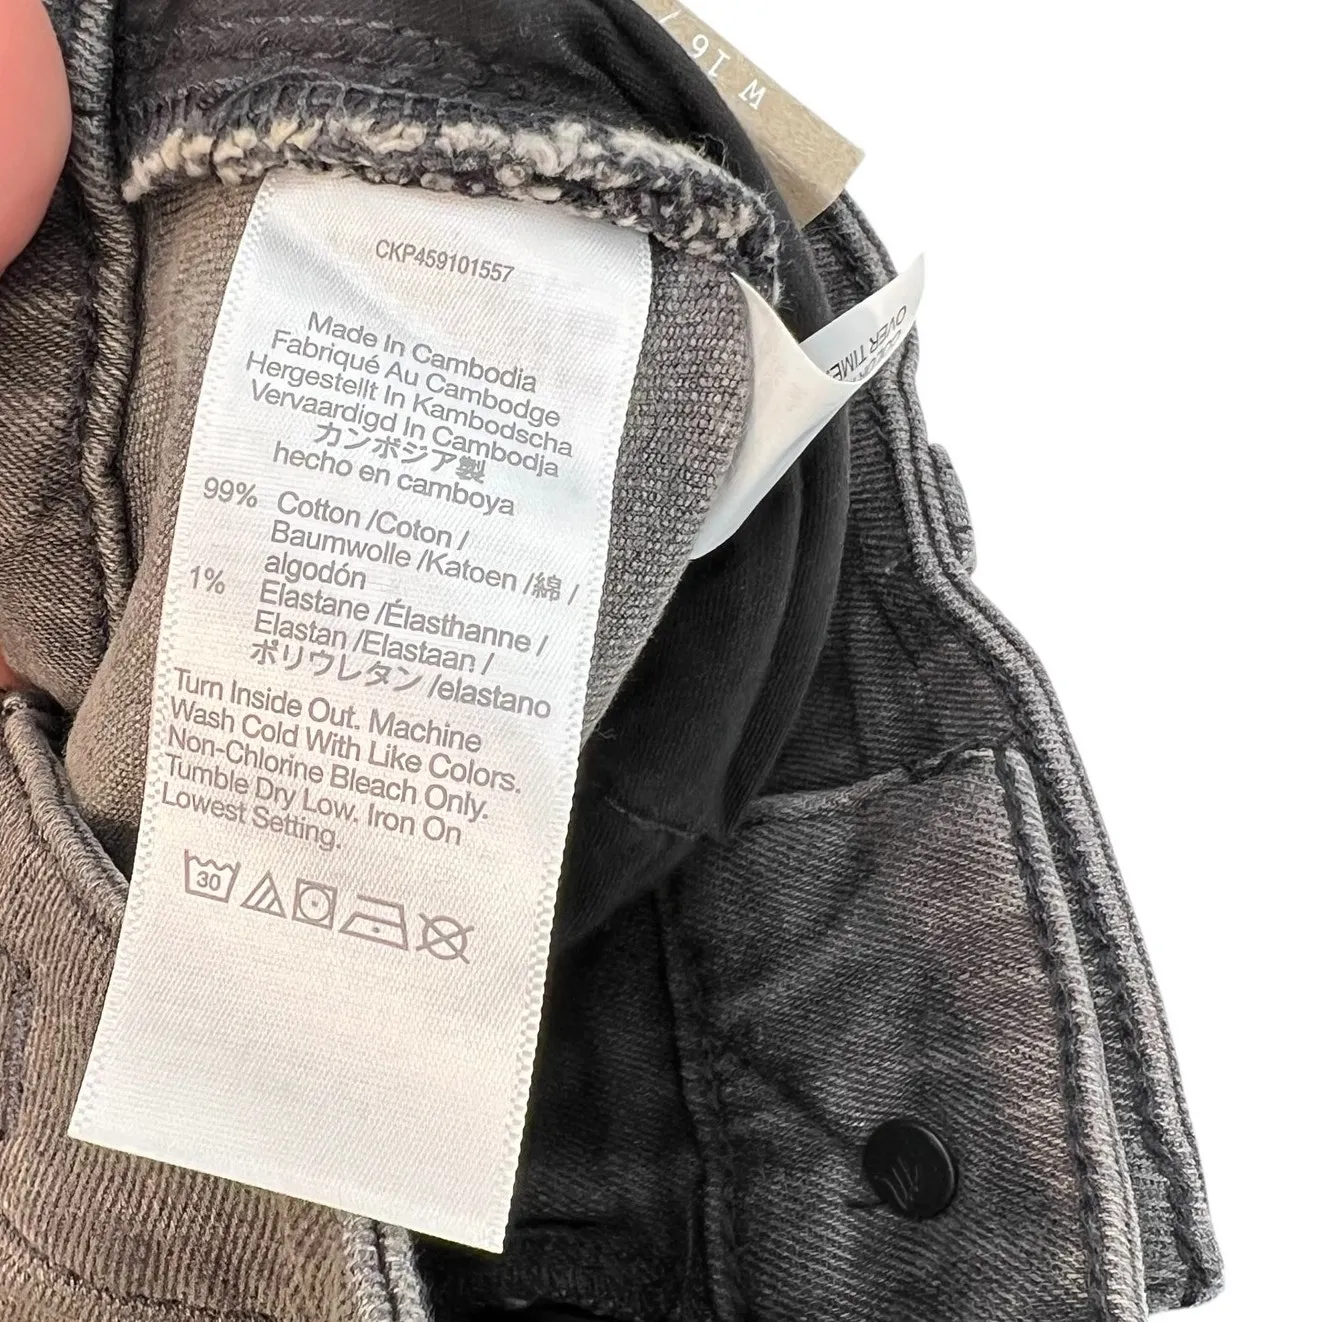 W 16
CKP459101557
Made In Cambodia
Fabriqué Au Cambodge
Hergestellt In Kambodscha
Vervaardigd In Cambodja
カンボジア製
hecho en camboya
99% Cotton /Coton /
Baumwolle /Katoen /綿 /
algodón
1% Elastane /Élasthanne /
Elastan /Elastaan /
ポリウレタン /elastano
Turn Inside Out. Machine
Wash Cold With Like Colors.
Non-Chlorine Bleach Only.
Tumble Dry Low. Iron On
Lowest Setting.
30
OVER TIME